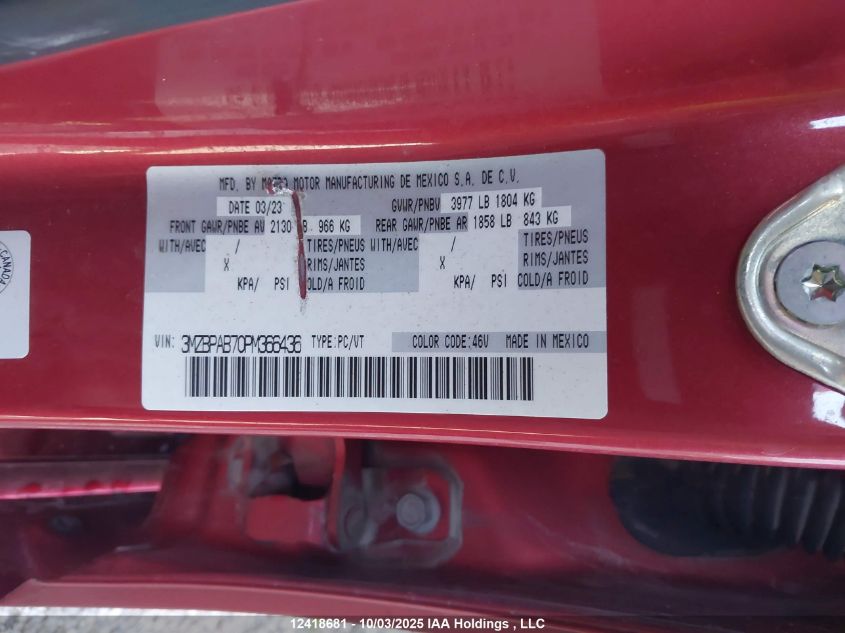 MFD. BY MAZDA MOTOR MANUFACTURING DE MEXICO S.A. DE C.V.
DATE 03/23 GVWR/PNBV 3977 LB 1804 KG
FRONT GAWR/PNBE AV 2130 LB 966 KG REAR GAWR/PNBE AR 1858 LB 843 KG
WITH/AVEC / TIRES/PNEUS WITH/AVEC / TIRES/PNEUS
X RIMS/JANTES X RIMS/JANTES
KPA/ PSI COLD/A FROID KPA/ PSI COLD/A FROID
VIN: 3MZBPAB70PM366436 TYPE:PC/VT COLOR CODE:46V MADE IN MEXICO
CANADA
12418681 - 10/03/2025 IAA Holdings , LLC